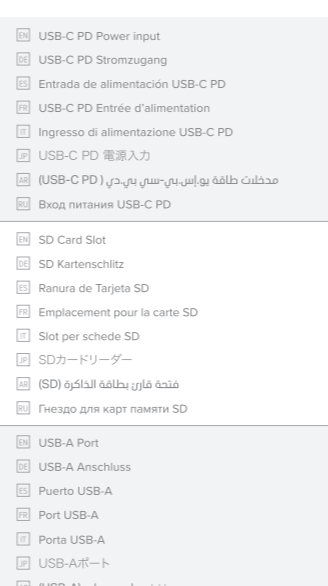 EN USB-C PD Power input
DE USB-C PD Stromzugang
ES Entrada de alimentación USB-C PD
FR USB-C PD Entrée d'alimentation
IT Ingresso di alimentazione USB-C PD
JP USB-C PD 電源入力
AR مدخلات طاقة يو.إس.بي-سي بي.دي (USB-C PD)
RU Вход питания USB-C PD
EN SD Card Slot
DE SD Kartenschlitz
ES Ranura de Tarjeta SD
FR Emplacement pour la carte SD
IT Slot per schede SD
JP SDカードリーダー
AR فتحة قارئ بطاقة الذاكرة (SD)
RU Гнездо для карт памяти SD
EN USB-A Port
DE USB-A Anschluss
ES Puerto USB-A
FR Port USB-A
IT Porta USB-A
JP USB-Aポート
(USB-A)